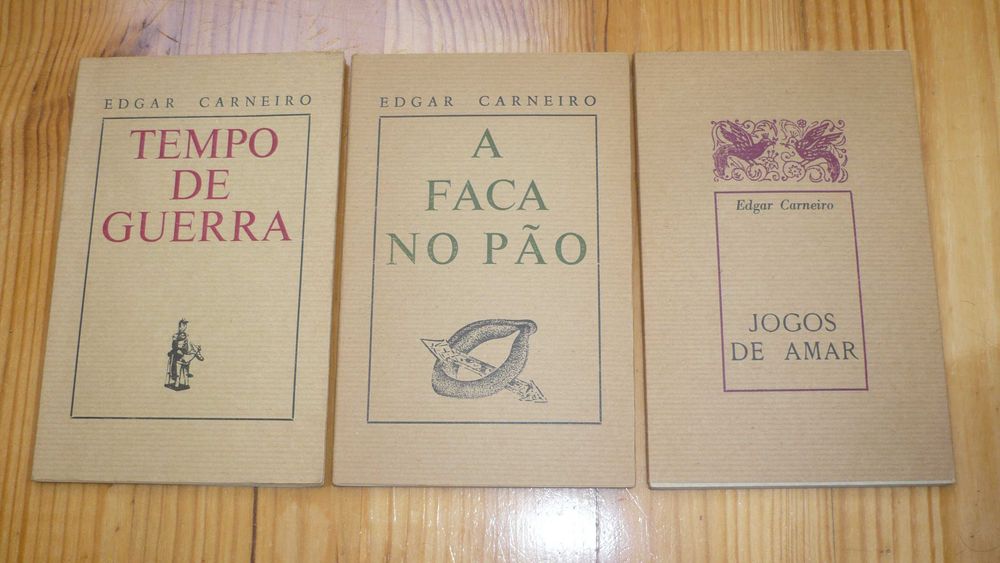 EDGAR CARNEIRO
TEMPO
DE
GUERRA
EDGAR CARNEIRO
A
FACA
NO PÃO
Edgar Carneiro
JOGOS
DE AMAR